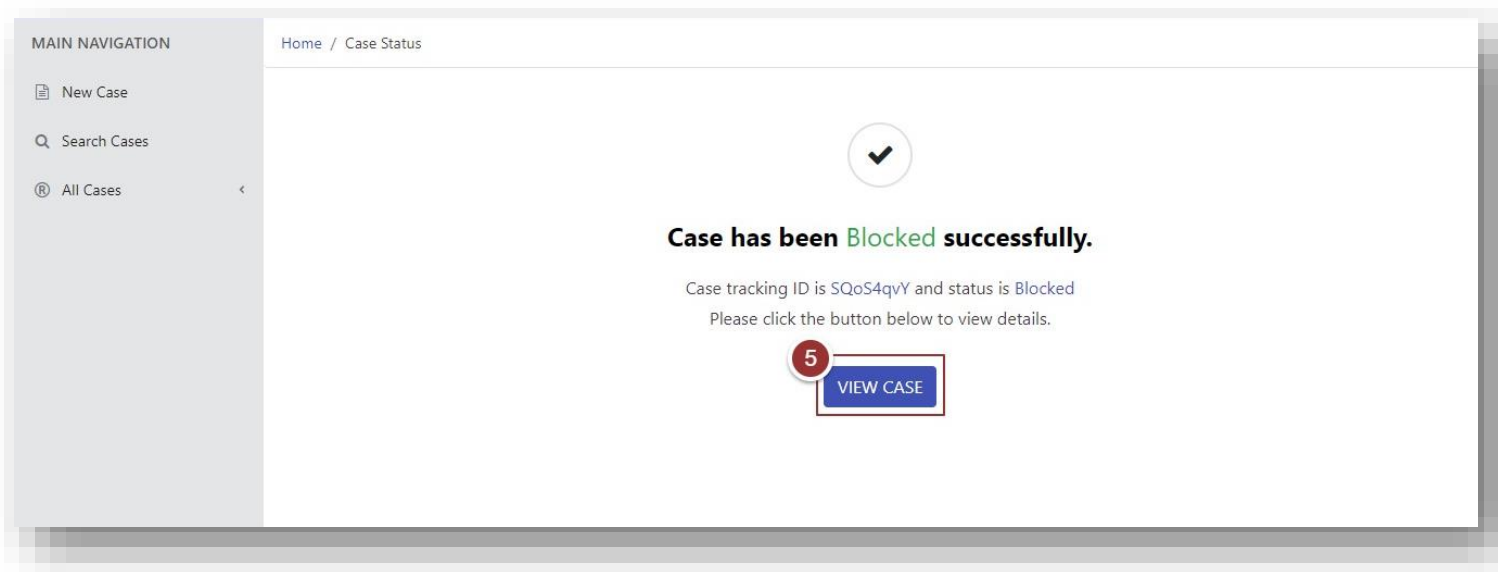 MAIN NAVIGATION
Home / Case Status
New Case
Search Cases
® All Cases <
Case has been Blocked successfully.
Case tracking ID is SQoS4qvY and status is Blocked
Please click the button below to view details.
5
VIEW CASE